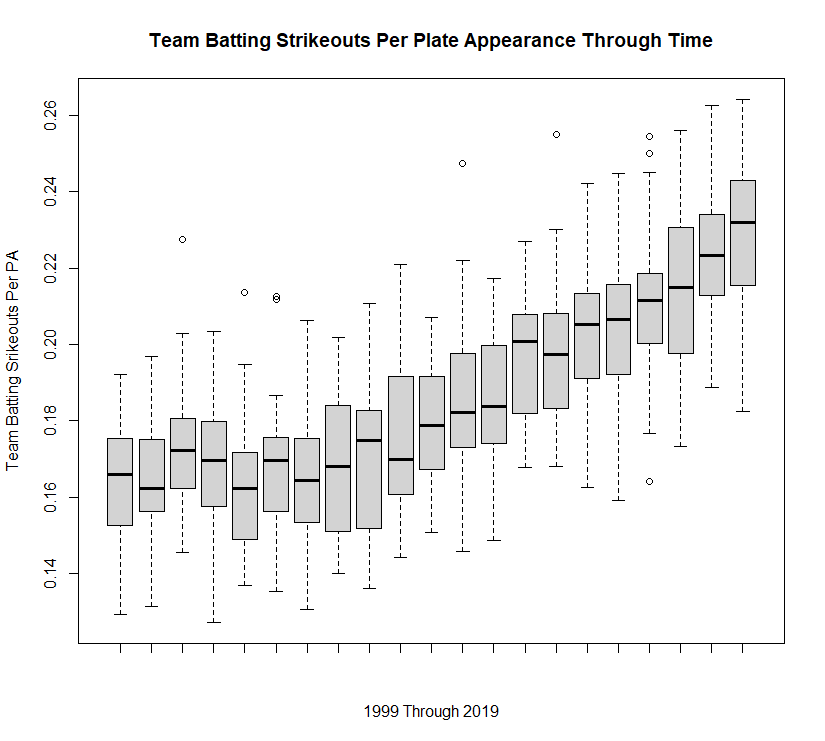 Team Batting Strikeouts Per Plate Appearance Through Time
Team Batting Srikeouts Per PA
0.26
0.24
0.22
0.20
0.18
0.16
0.14
1999 Through 2019